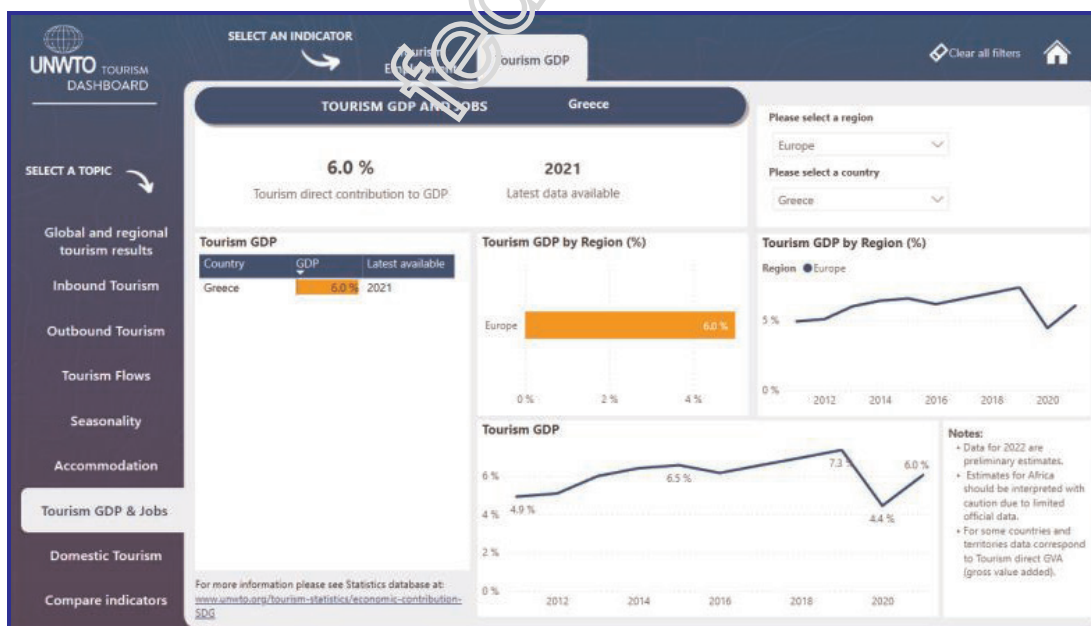 SELECT AN INDICATOR
Tourism GDP
Clear all filters
UNWTO TOURISM
DASHBOARD
SELECT A TOPIC
Global and regional
tourism results
Inbound Tourism
Outbound Tourism
Tourism Flows
Seasonality
Accommodation
Tourism GDP & Jobs
Domestic Tourism
Compare indicators
TOURISM GDP AND JOBS Greece
6.0 % 2021
Tourism direct contribution to GDP Latest data available
Please select a region
Europe
Please select a country
Greece
Tourism GDP
Country GDP Latest available
Greece 6.0 % 2021
For more information please see Statistics database at:
www.unwto.org/tourism-statistics/economic-contribution-
SDG
Tourism GDP by Region (%)
Europe 6.0 %
0 % 2 % 4 %
Tourism GDP by Region (%)
Region Europe
5 %
0 %
2012 2014 2016 2018 2020
Tourism GDP
6 %
4 %
2 %
0 %
4.9 % 6.5 % 7.3 % 4.4 % 6.0 %
2012 2014 2016 2018 2020
Notes:
• Data for 2022 are
preliminary estimates.
• Estimates for Africa
should be interpreted with
caution due to limited
official data.
• For some countries and
territories data correspond
to Tourism direct GVA
(gross value added).